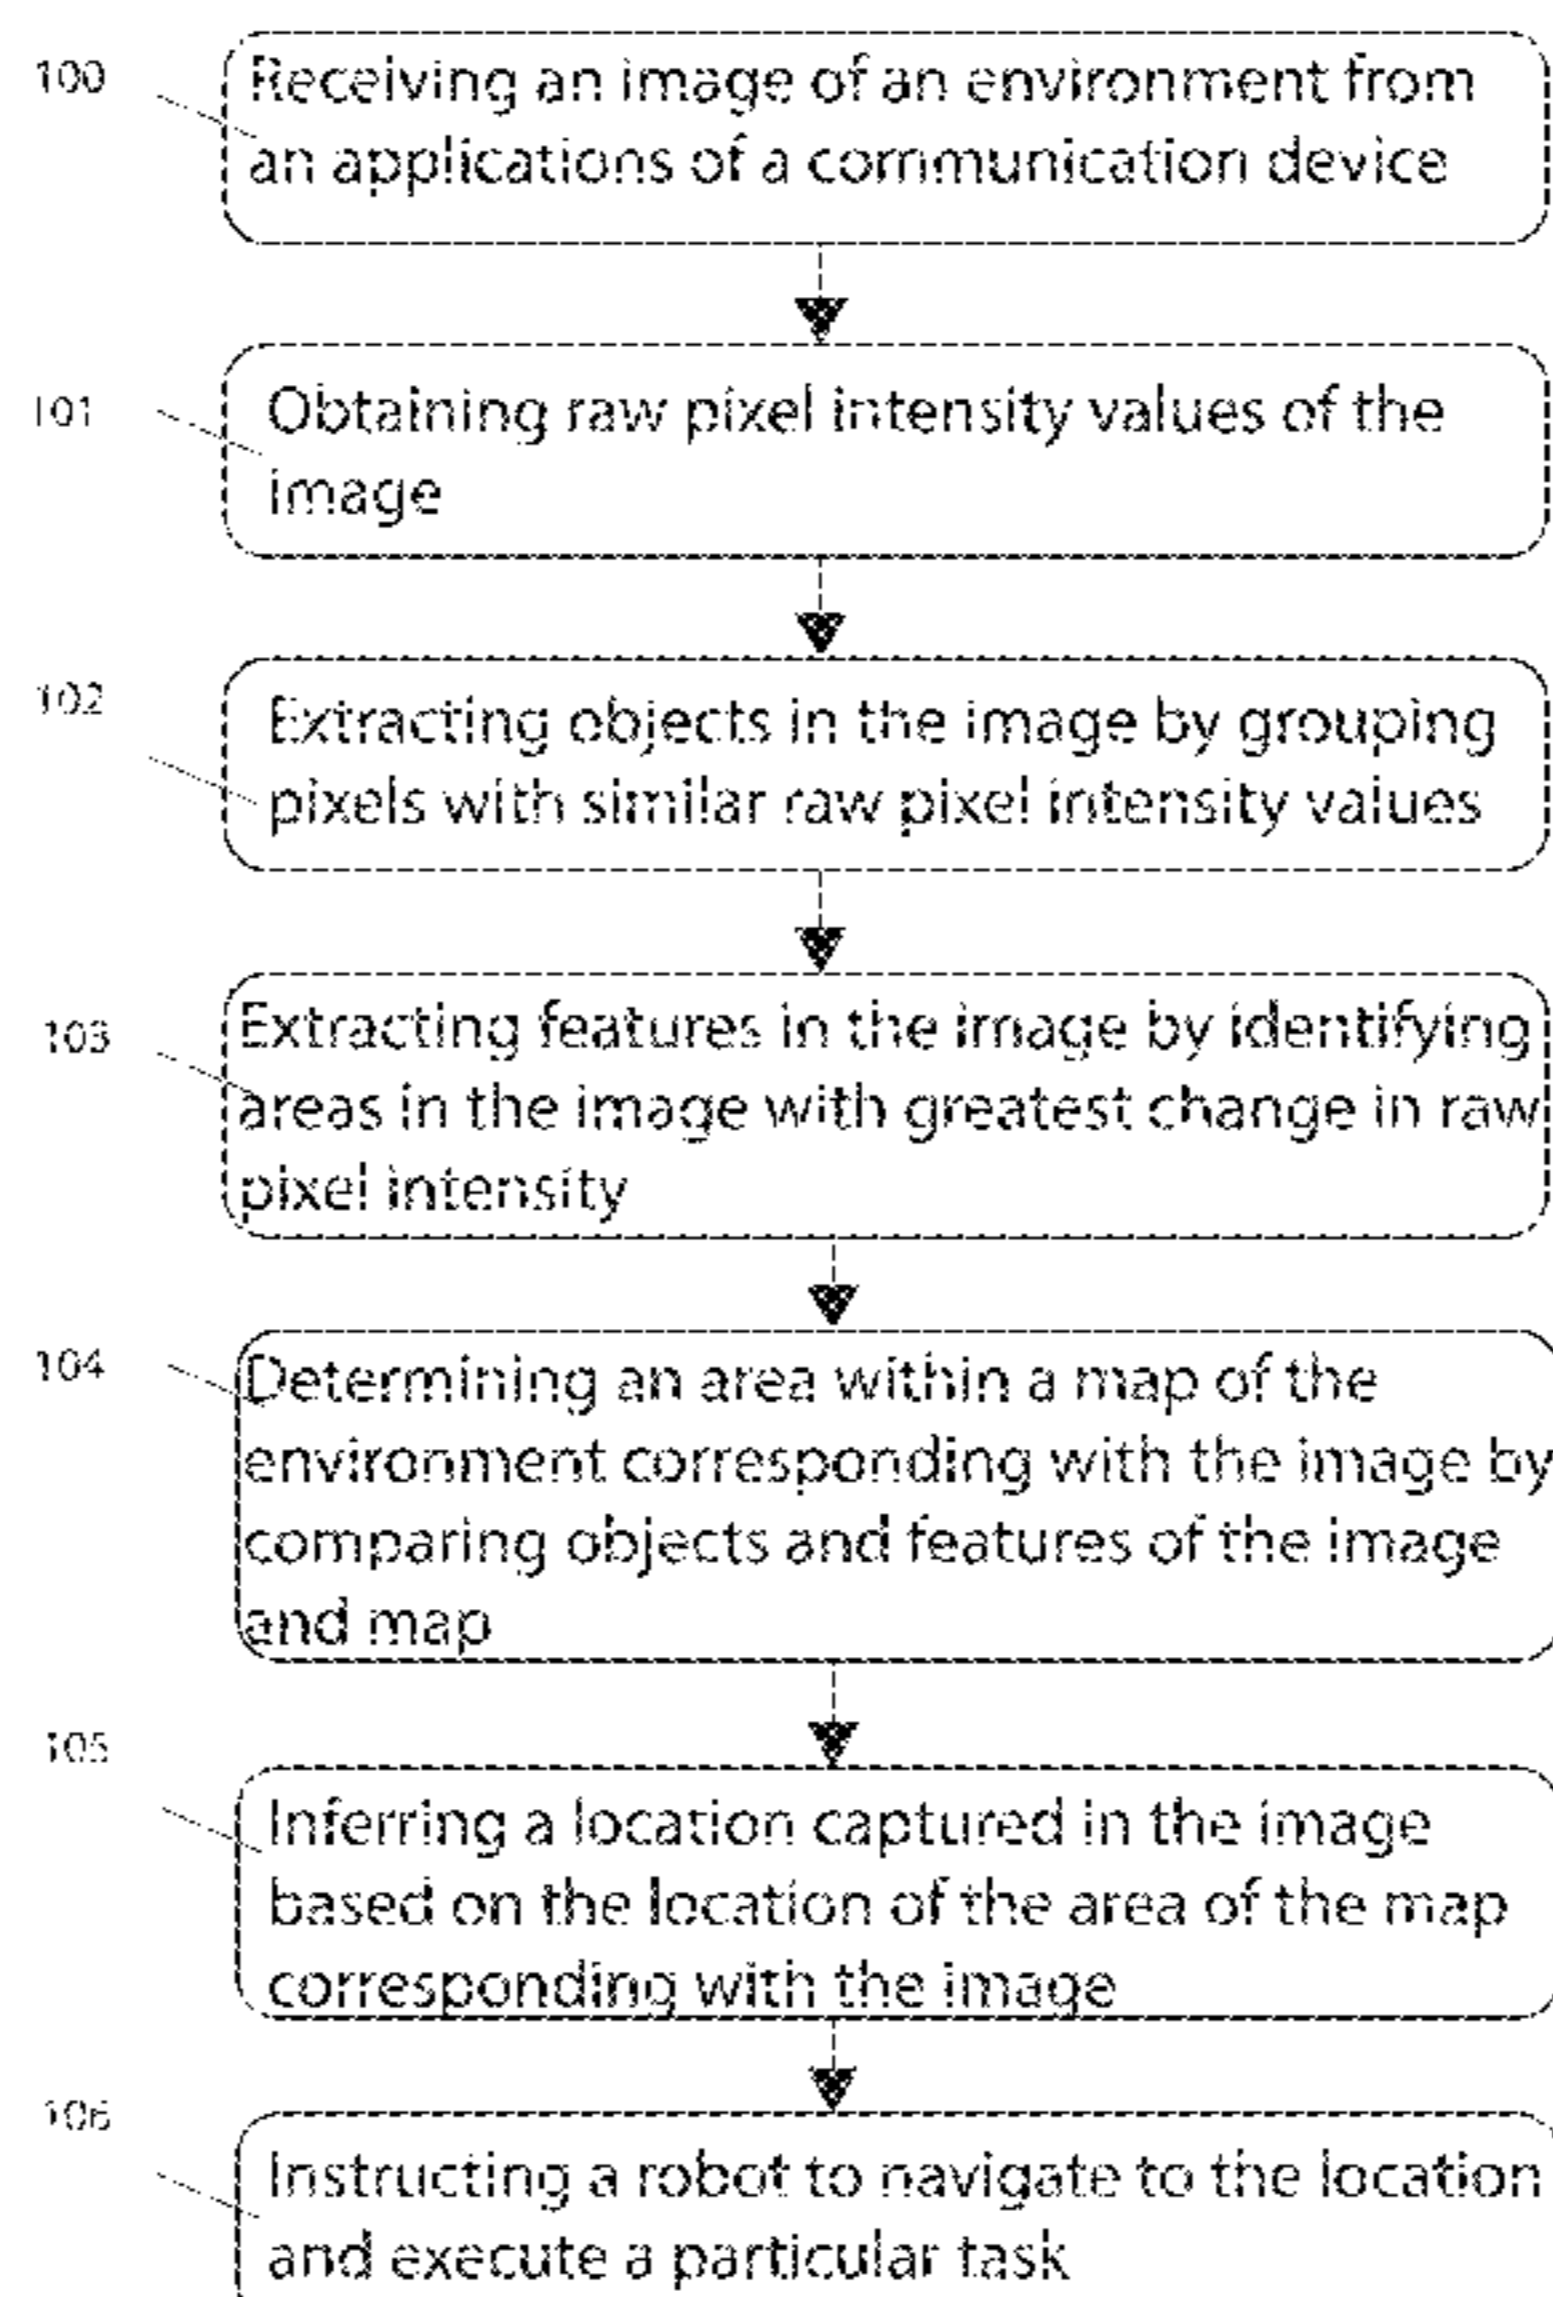 100
Receiving an image of an environment from
an applications of a communication device
101
Obtaining raw pixel intensity values of the
image
102
Extracting objects in the image by grouping
pixels with similar raw pixel intensity values
103
Extracting features in the image by identifying
areas in the image with greatest change in raw
pixel intensity
104
Determining an area within a map of the
environment corresponding with the image by
comparing objects and features of the image
and map
105
Inferring a location captured in the image
based on the location of the area of the map
corresponding with the image
106
Instructing a robot to navigate to the location
and execute a particular task